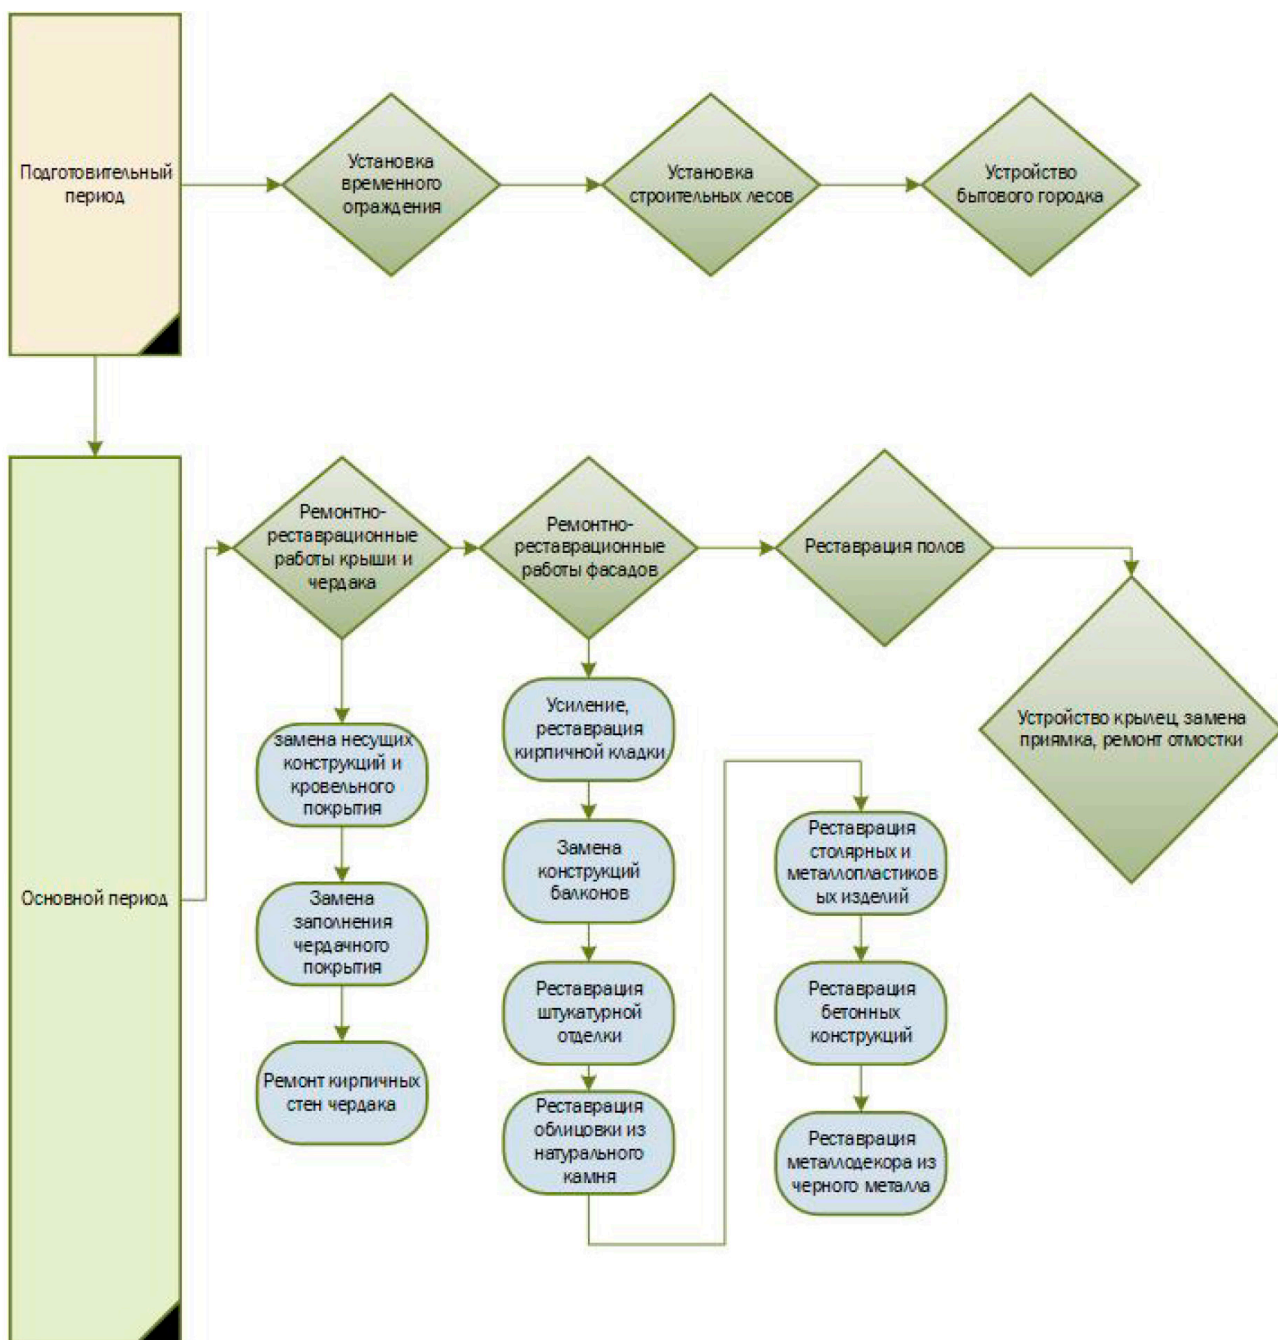 Подготовительный
период
Установка
временного
ограждения
Установка
строительных лесов
Устройство
бытового городка
Основной период
Ремонтно-
реставрационные
работы крыши и
чердака
Ремонтно-
реставрационные
работы фасадов
Реставрация полов
Устройство крылец, замена
приямка, ремонт отмостки
замена несущих
конструкций и
кровельного
покрытия
Замена
заполнения
чердачного
покрытия
Ремонт кирпичных
стен чердака
Усиление,
реставрация
кирпичной кладки
Замена
конструкций
балконов
Реставрация
штукатурной
отделки
Реставрация
облицовки из
натурального
камня
Реставрация
столярных и
металлопластиков
ых изделий
Реставрация
бетонных
конструкций
Реставрация
металлодекора из
черного металла